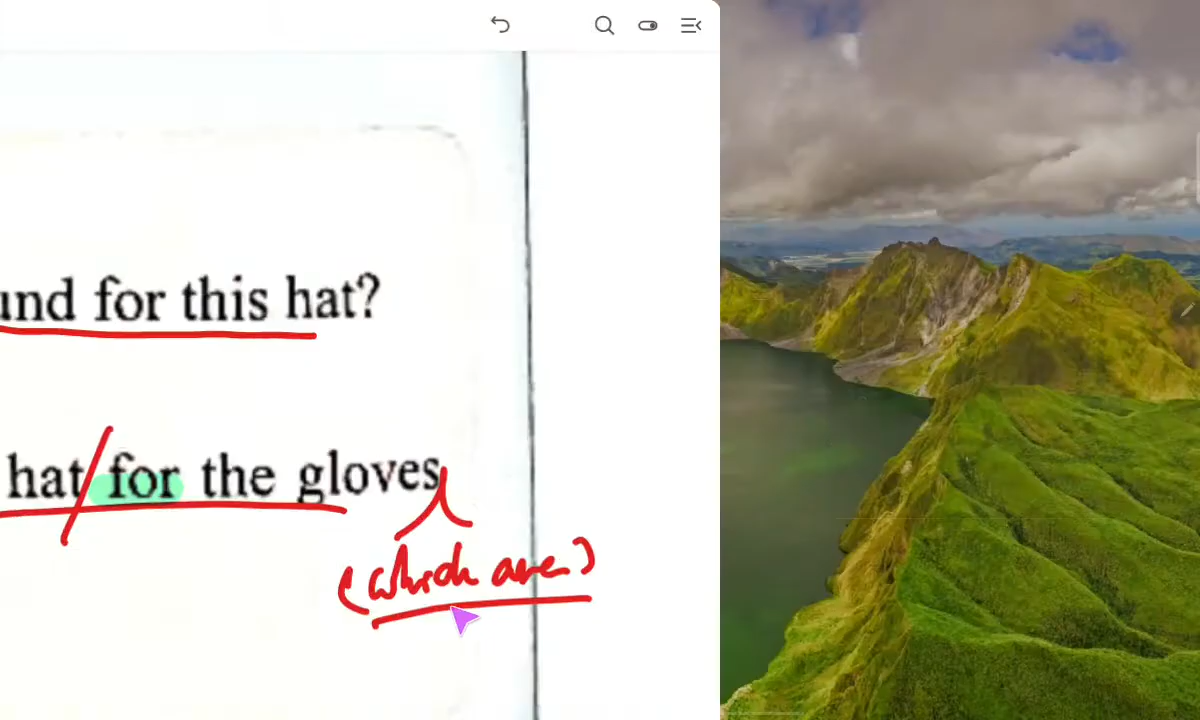 und for this hat?
hat for the gloves
(which are)